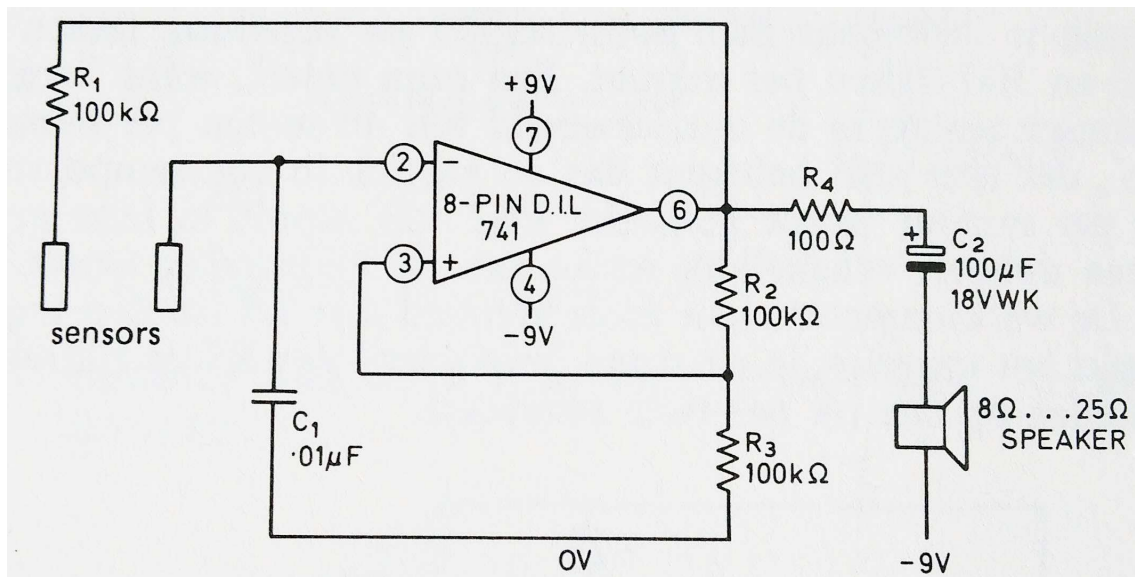 R1
100kΩ
+9V
7
2
−
8-PIN D.I.L
741
6
R4
100Ω
+
C2
100µF
18VWK
3
+
4
-9V
R2
100kΩ
sensors
C1
·01µF
R3
100kΩ
8Ω...25Ω
SPEAKER
0V
-9V